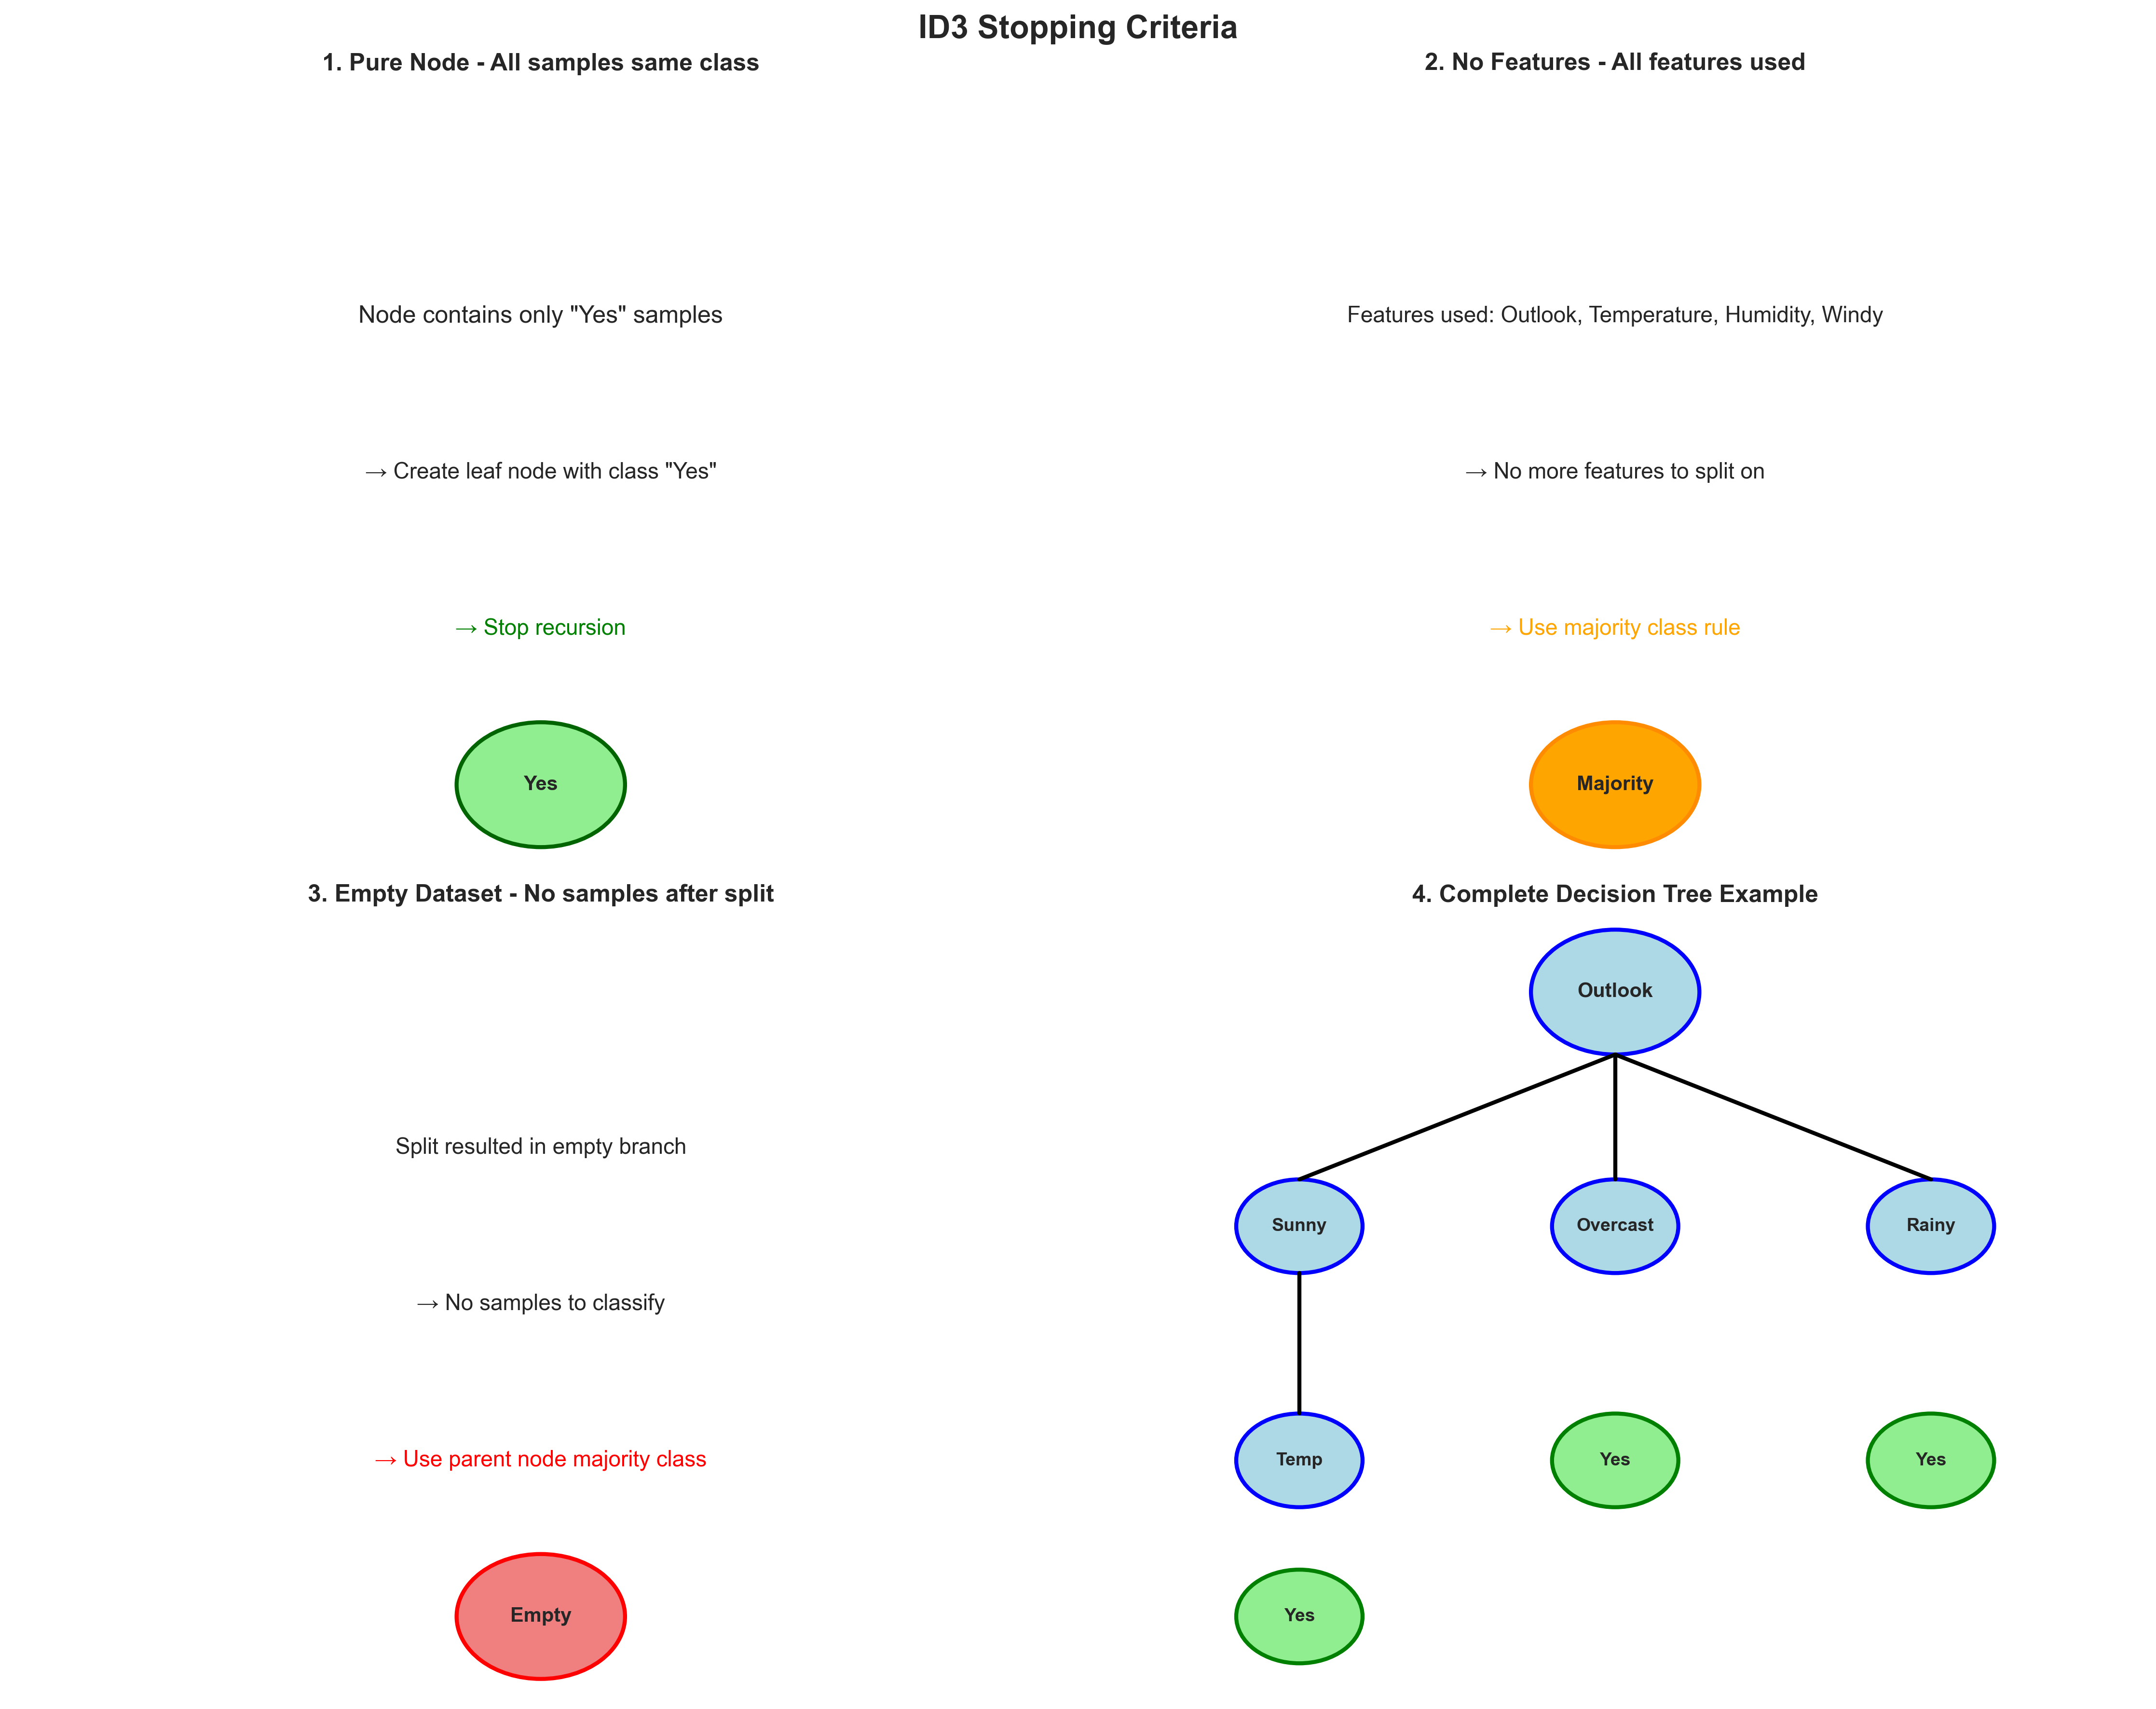 ID3 Stopping Criteria
1. Pure Node - All samples same class
Node contains only "Yes" samples
→ Create leaf node with class "Yes"
→ Stop recursion
Yes
2. No Features - All features used
Features used: Outlook, Temperature, Humidity, Windy
→ No more features to split on
→ Use majority class rule
Majority
3. Empty Dataset - No samples after split
Split resulted in empty branch
→ No samples to classify
→ Use parent node majority class
Empty
4. Complete Decision Tree Example
Outlook
Sunny
Overcast
Rainy
Temp
Yes
Yes
Yes